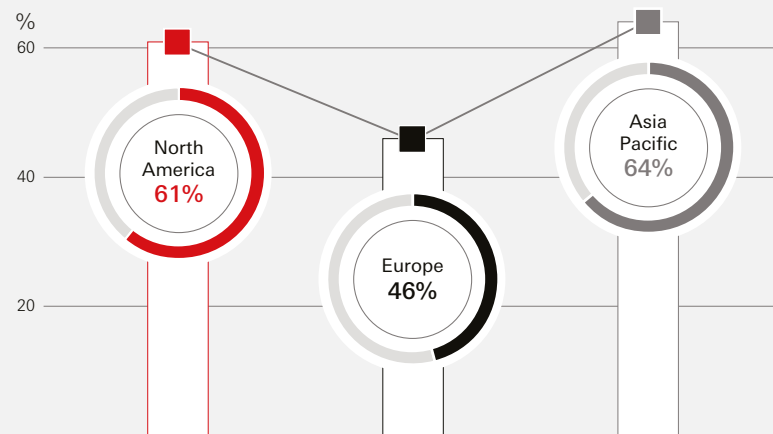 %
60
40
20
North
America
61%
Europe
46%
Asia
Pacific
64%